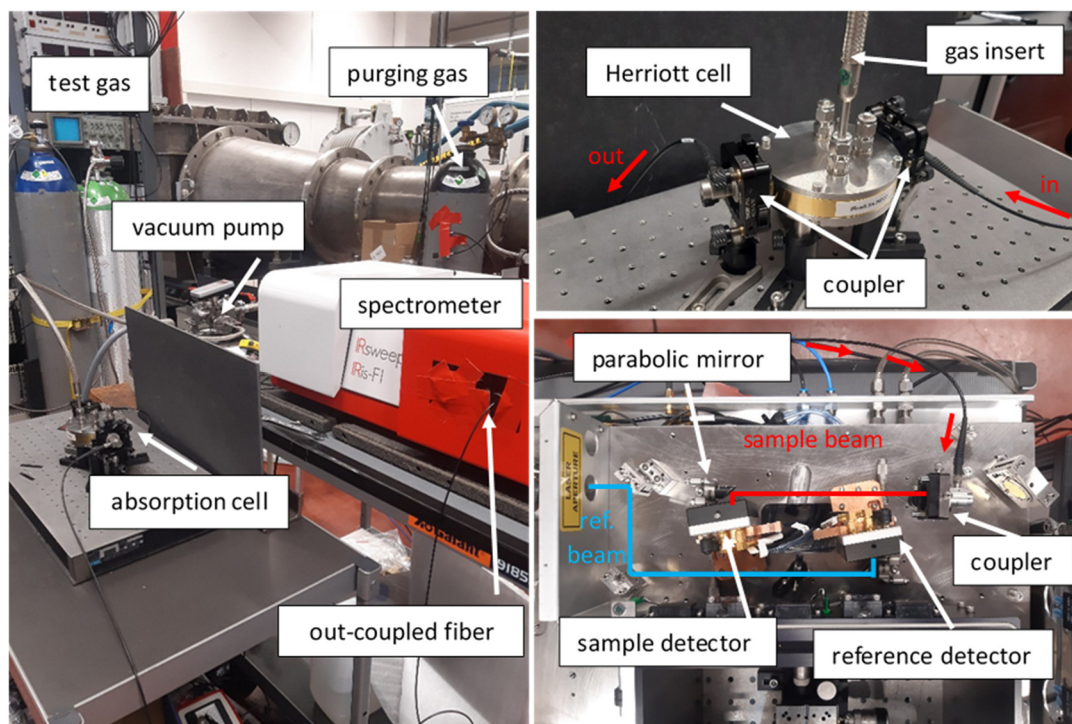 test gas
purging gas
vacuum pump
spectrometer
IRsweep
IRis-F1
absorption cell
out-coupled fiber
9185
Herriott cell
gas insert
out
in
coupler
parabolic mirror
sample beam
LASER
APERTURE
ref.
beam
coupler
sample detector
reference detector